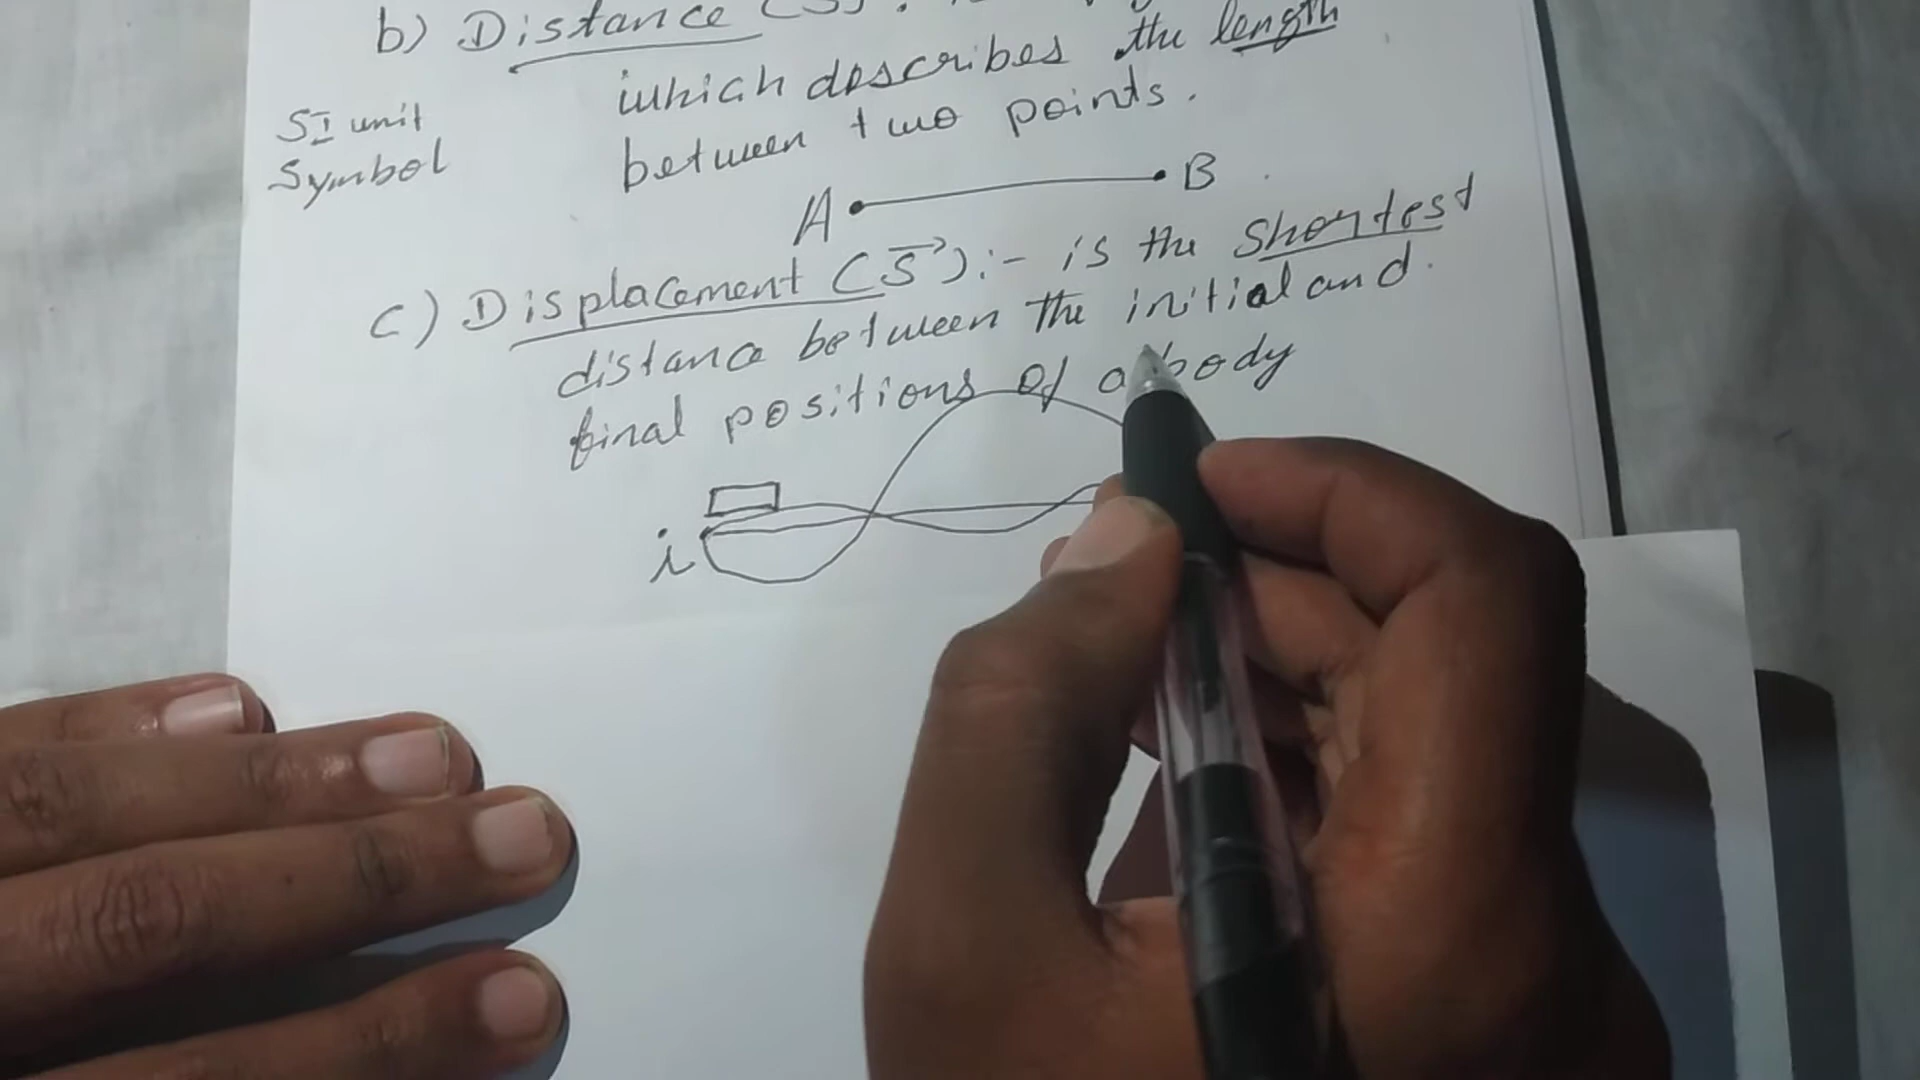 b) Distance (S) :
which describes the length
between two points.
SI unit
Symbol
A B
c) Displacement (S→):- is the shortest
distance between the initial and
final positions of a body
i